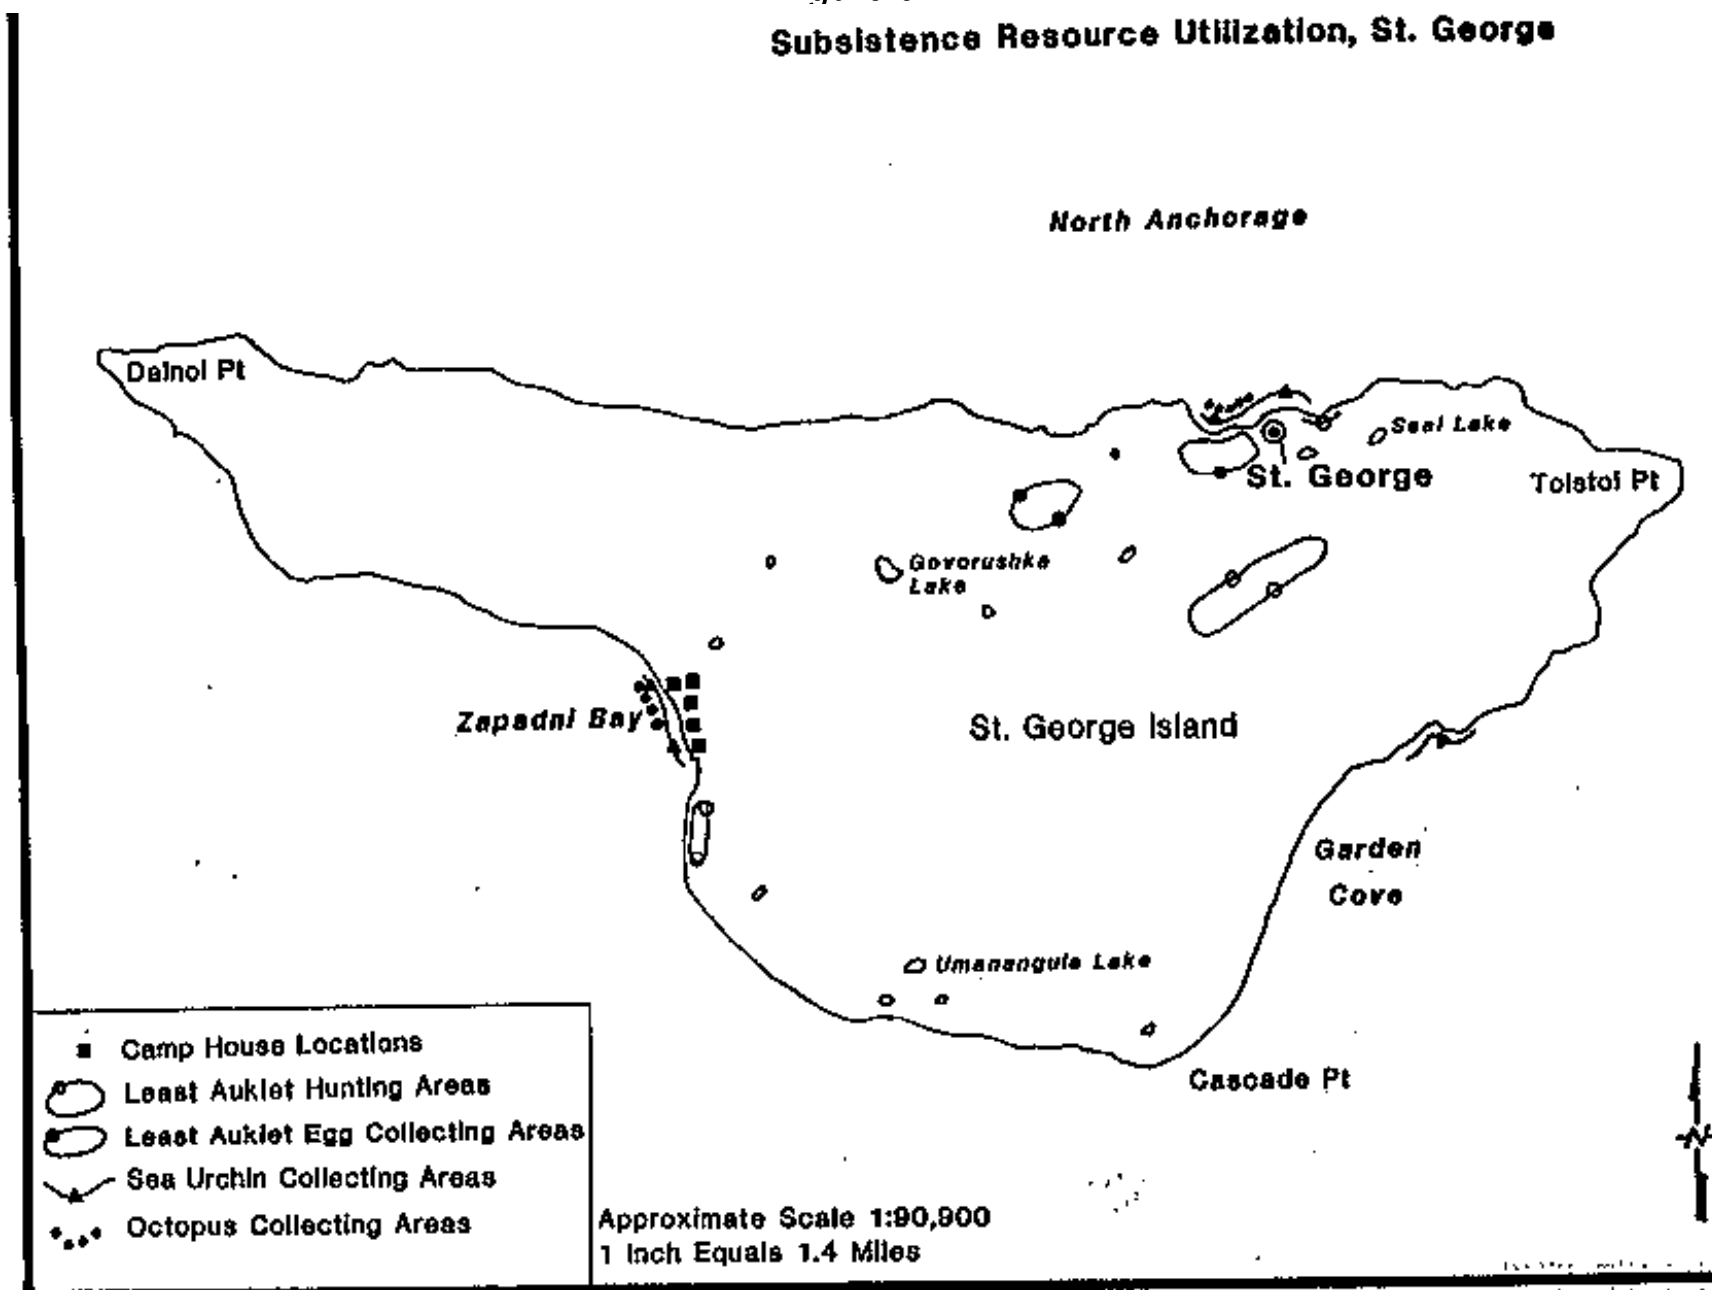 Subsistence Resource Utilization, St. George
North Anchorage
Dalnoi Pt
Seal Lake
St. George
Tolstoi Pt
Govorushka
Lake
Zapadni Bay
St. George Island
Garden
Cove
Umanangula Lake
Cascade Pt
Camp House Locations
Least Auklet Hunting Areas
Least Auklet Egg Collecting Areas
Sea Urchin Collecting Areas
Octopus Collecting Areas
Approximate Scale 1:90,900
1 Inch Equals 1.4 Miles
N